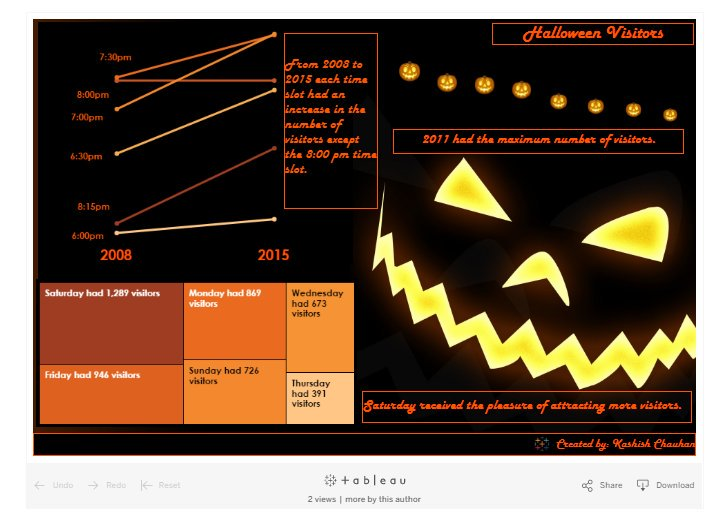 Halloween Visitors
7:30pm
8:00pm
7:00pm
6:30pm
8:15pm
6:00pm
2008
2015
From 2008 to
2015 each time
slot had an
increase in the
number of
visitors except
the 8:00 pm time
slot.
2011 had the maximum number of visitors.
Saturday had 1,289 visitors
Monday had 869
visitors
Wednesday
had 673
visitors
Friday had 946 visitors
Sunday had 726
visitors
Thursday
had 391
visitors
Saturday received the pleasure of attracting more visitors.
Created by: Kashish Chauhan
Undo
Redo
Reset
+ableau
2 views | more by this author
Share
Download